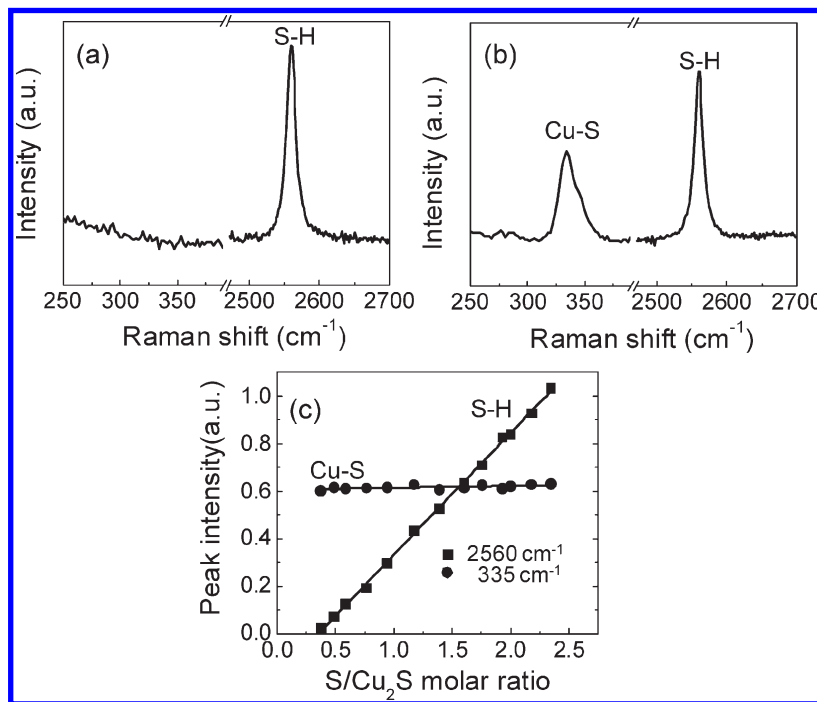 (a)
S-H
Intensity (a.u.)
250 300 350 2500 2600 2700
Raman shift (cm⁻¹)
(b)
Cu-S
S-H
Intensity (a.u.)
250 300 350 2500 2600 2700
Raman shift (cm⁻¹)
(c)
S-H
Cu-S
Peak intensity(a.u.)
1.0
0.8
0.6
0.4
0.2
0.0
2560 cm⁻¹
335 cm⁻¹
0.0 0.5 1.0 1.5 2.0 2.5
S/Cu₂S molar ratio